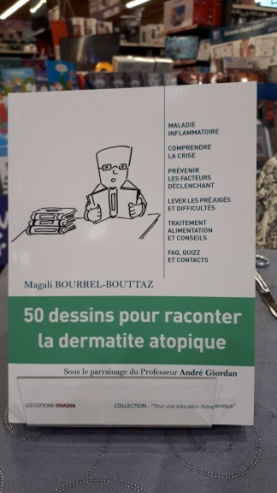 MALADIE
INFLAMMATOIRE
COMPRENDRE
LA CRISE
PRÉVENIR
LES FACTEURS
DÉCLENCHANT
LEVER LES PRÉJUGÉS
ET DIFFICULTÉS
TRAITEMENT
ALIMENTATION
ET CONSEILS
FAQ, QUIZZ
ET CONTACTS
Magali BOURREL-BOUTTAZ
50 dessins pour raconter
la dermatite atopique
Sous le parrainage du Professeur André Giordan
LES EDITIONS OVADIA COLLECTION : "Pour une éducation thérapeutique"